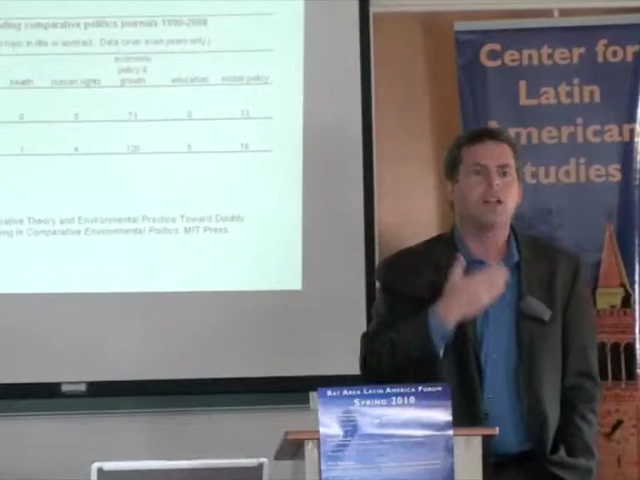 ding comparative politics journals 1990-2008
topic in title or abstract. Data cover even years only.)
economic
policy &
health human rights growth education social policy
0 0 71 0 13
1 4 120 5 16
rative Theory and Environmental Practice: Toward Doubly
ng in Comparative Environmental Politics. MIT Press
Center for
Latin
American
Studies
BAY AREA LATIN AMERICA FORUM
SPRING 2010